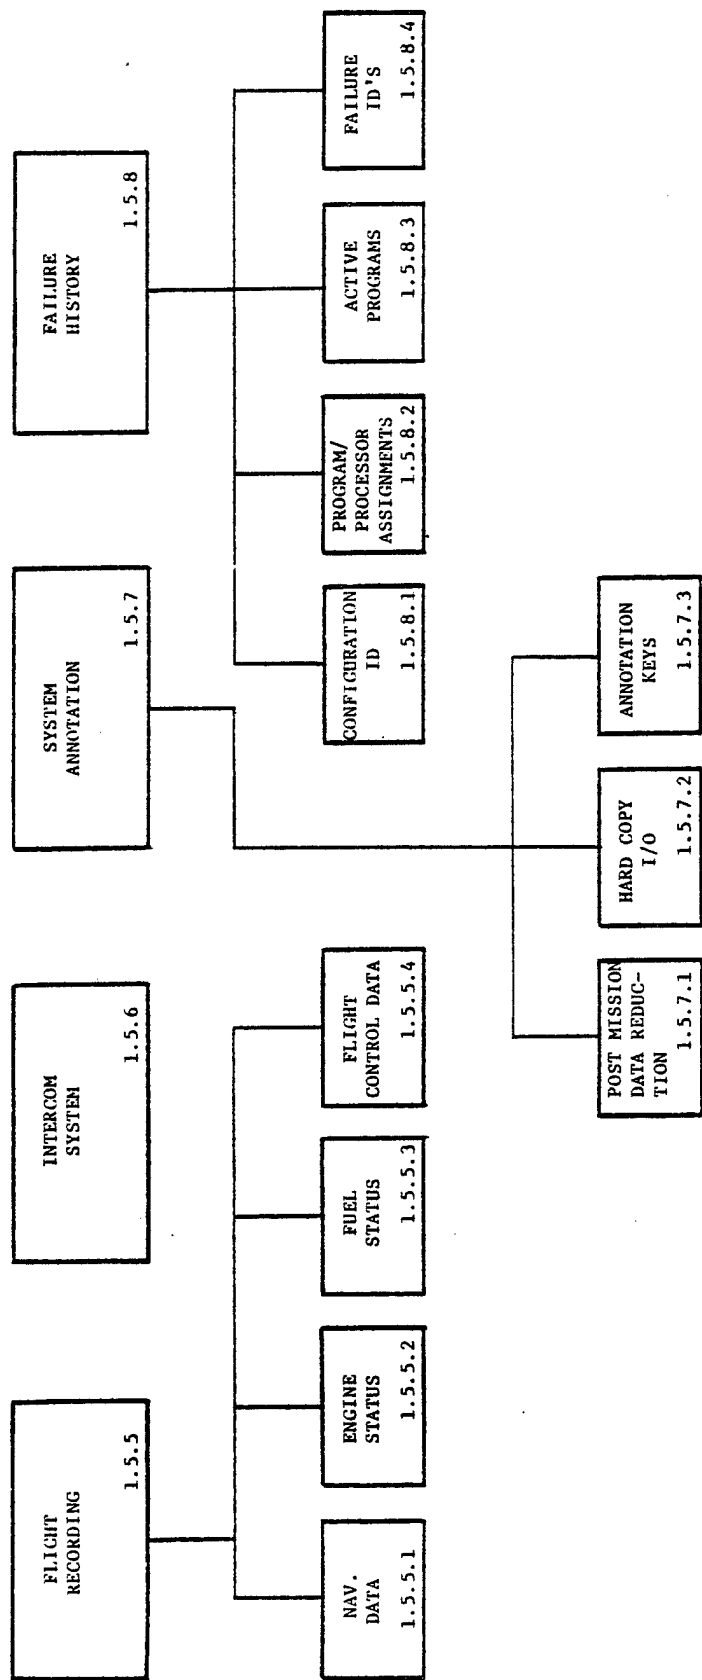 FLIGHT
RECORDING
1.5.5
INTERCOM
SYSTEM
1.5.6
SYSTEM
ANNOTATION
1.5.7
FAILURE
HISTORY
1.5.8
NAV.
DATA
1.5.5.1
ENGINE
STATUS
1.5.5.2
FUEL
STATUS
1.5.5.3
FLIGHT
CONTROL DATA
1.5.5.4
CONFIGURATION
ID
1.5.8.1
PROGRAM/
PROCESSOR
ASSIGNMENTS
1.5.8.2
ACTIVE
PROGRAMS
1.5.8.3
FAILURE
ID'S
1.5.8.4
POST MISSION
DATA REDUC-
TION
1.5.7.1
HARD COPY
I/O
1.5.7.2
ANNOTATION
KEYS
1.5.7.3